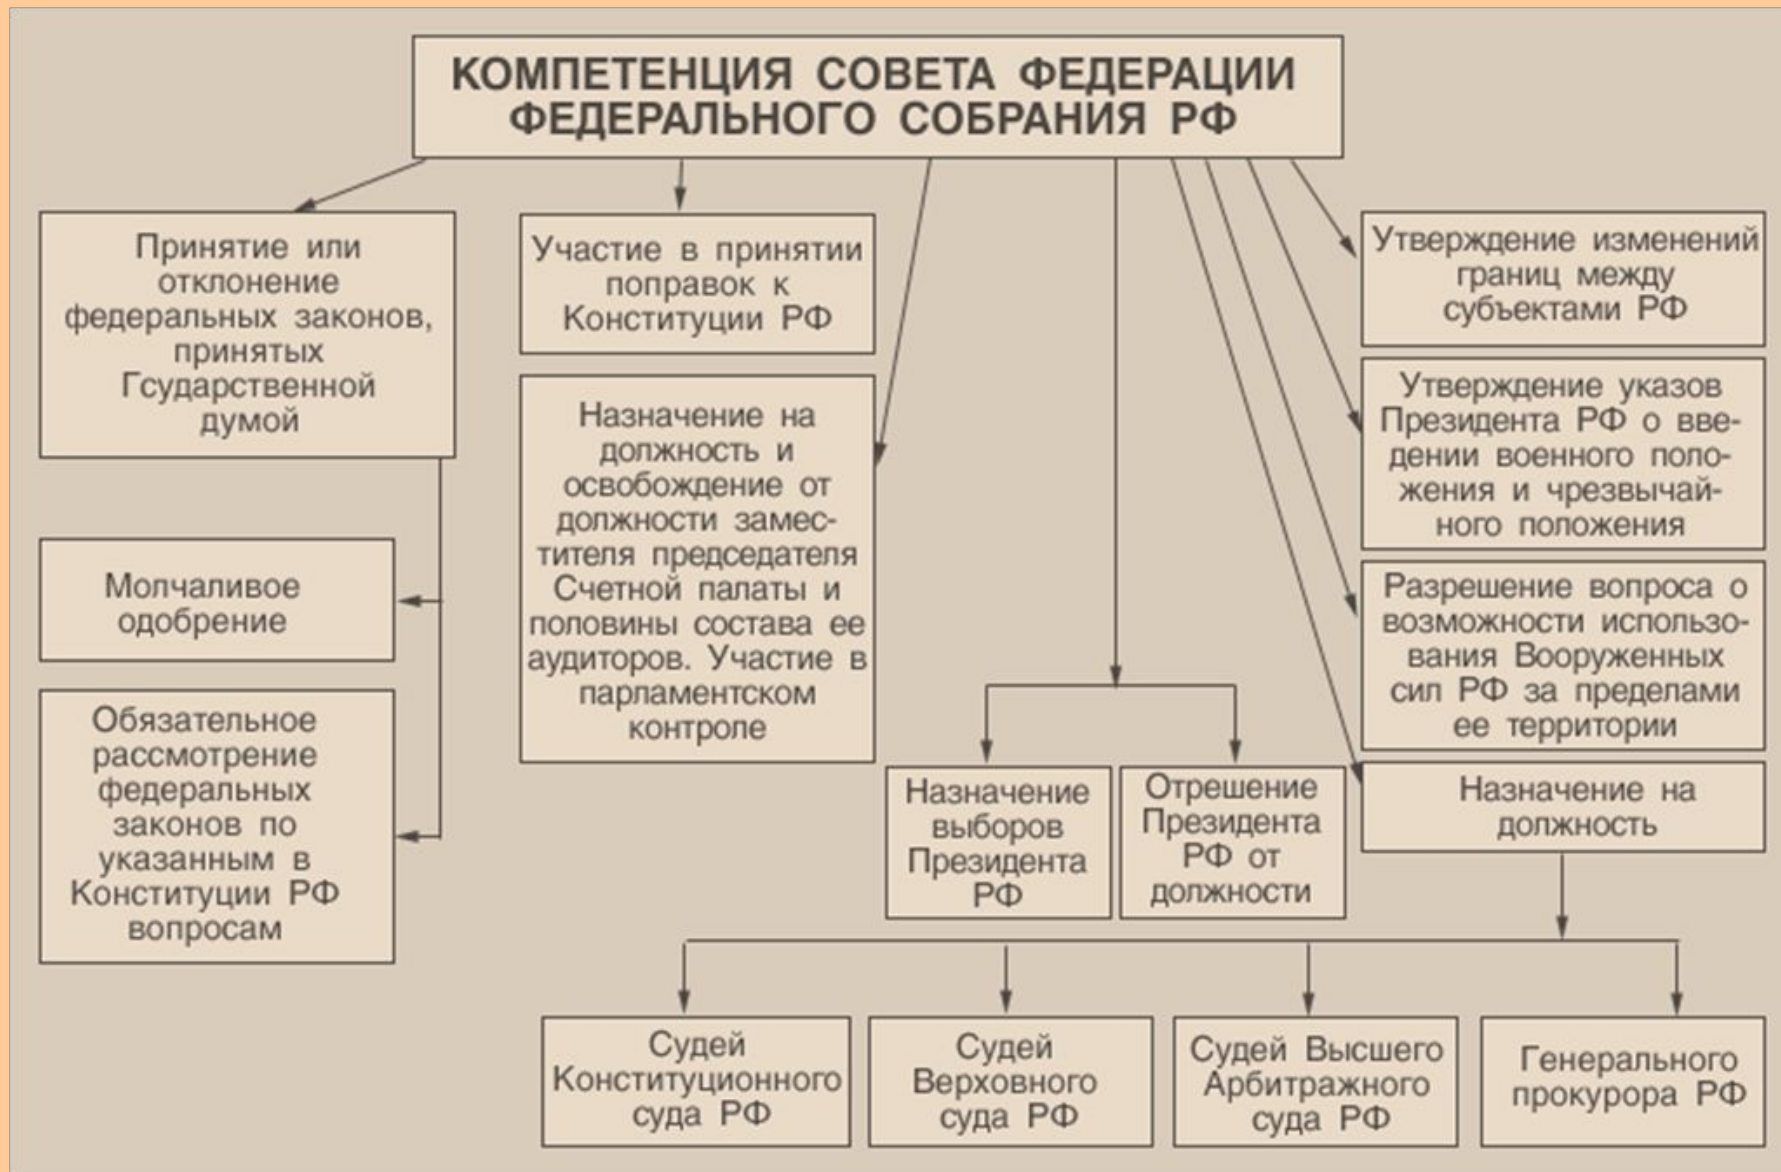 КОМПЕТЕНЦИЯ СОВЕТА ФЕДЕРАЦИИ
ФЕДЕРАЛЬНОГО СОБРАНИЯ РФ
Принятие или
отклонение
федеральных законов,
принятых
Гсударственной
думой
Молчаливое
одобрение
Обязательное
рассмотрение
федеральных
законов по
указанным в
Конституции РФ
вопросам
Участие в принятии
поправок к
Конституции РФ
Назначение на
должность и
освобождение от
должности замес-
тителя председателя
Счетной палаты и
половины состава ее
аудиторов. Участие в
парламентском
контроле
Назначение
выборов
Президента
РФ
Отрешение
Президента
РФ от
должности
Утверждение изменений
границ между
субъектами РФ
Утверждение указов
Президента РФ о вве-
дении военного поло-
жения и чрезвычай-
ного положения
Разрешение вопроса о
возможности использо-
вания Вооруженных
сил РФ за пределами
ее территории
Назначение на
должность
Судей
Конституционного
суда РФ
Судей
Верховного
суда РФ
Судей Высшего
Арбитражного
суда РФ
Генерального
прокурора РФ